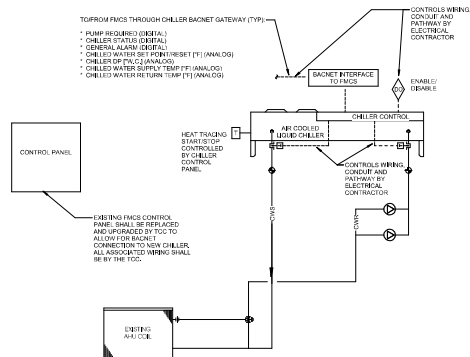 TO/FROM FMCS THROUGH CHILLER BACNET GATEWAY (TYP):
* PUMP REQUIRED (DIGITAL)
* CHILLER STATUS (DIGITAL)
* GENERAL ALARM (DIGITAL)
* CHILLED WATER SET POINT/RESET [°F] (ANALOG)
* CHILLER DP ["W.C.] (ANALOG)
* CHILLED WATER SUPPLY TEMP [°F] (ANALOG)
* CHILLED WATER RETURN TEMP [°F] (ANALOG)
CONTROLS WIRING,
CONDUIT AND
PATHWAY BY
ELECTRICAL
CONTRACTOR
BACNET INTERFACE
TO FMCS
DO
ENABLE/
DISABLE
CHILLER CONTROL
AIR COOLED
LIQUID CHILLER
HEAT TRACING
START/STOP
CONTROLLED
BY CHILLER
CONTROL
PANEL
T
CONTROLS WIRING,
CONDUIT AND
PATHWAY BY
ELECTRICAL
CONTRACTOR
CONTROL PANEL
EXISTING FMCS CONTROL
PANEL SHALL BE REPLACED
AND UPGRADED BY TCC TO
ALLOW FOR BACNET
CONNECTION TO NEW CHILLER.
ALL ASSOCIATED WIRING SHALL
BE BY THE TCC.
CWS
CWR
EXISTING
AHU COIL